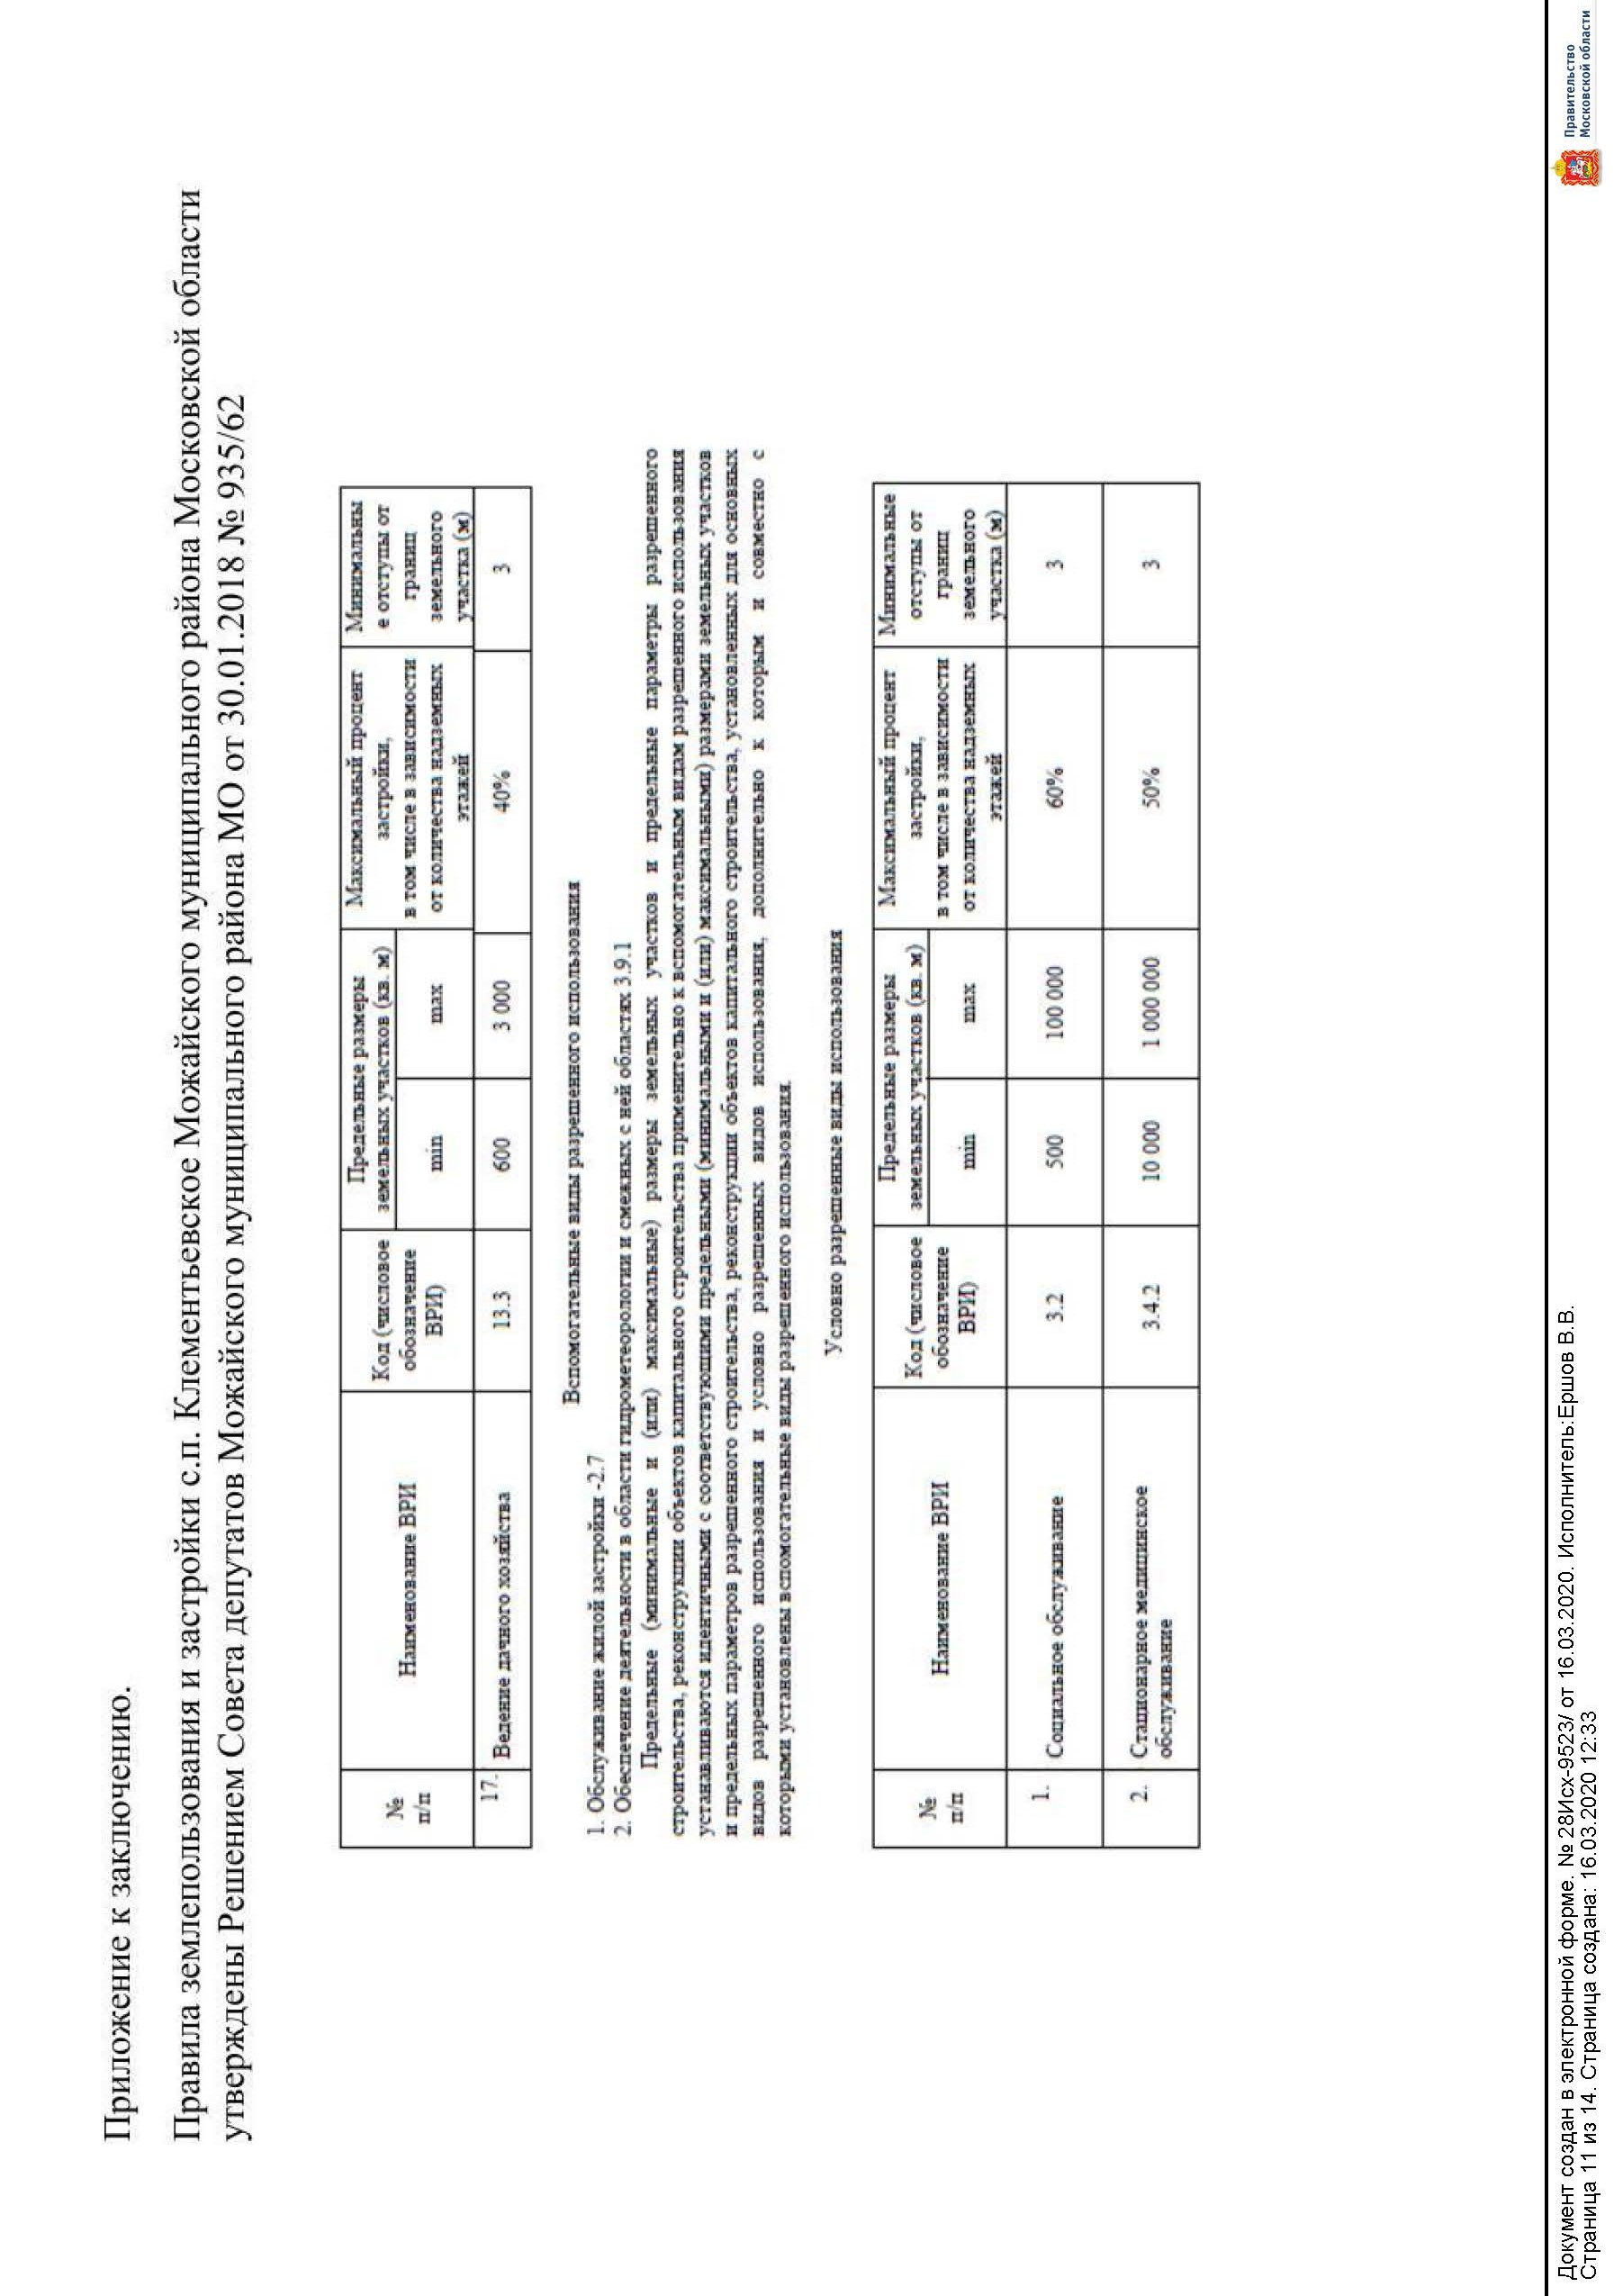 Приложение к заключению.
Правила землепользования и застройки с.п. Клементьевское Можайского муниципального района Московской области
утверждены Решением Совета депутатов Можайского муниципального района МО от 30.01.2018 № 935/62
№
п/п
Наименование ВРИ
Код (числовое
обозначение
ВРИ)
Предельные размеры
земельных участков (кв. м)
min
max
Максимальный процент
застройки,
в том числе в зависимости
от количества надземных
этажей
Минимальны
е отступы от
границ
земельного
участка (м)
17.
Ведение дачного хозяйства
13.3
600
3 000
40%
3
Вспомогательные виды разрешенного использования
1. Обслуживание жилой застройки -2.7
2. Обеспечение деятельности в области гидрометеорологии и смежных с ней областях 3.9.1
Предельные (минимальные и (или) максимальные) размеры земельных участков и предельные параметры разрешенного
строительства, реконструкции объектов капитального строительства применительно к вспомогательным видам разрешенного использования
устанавливаются идентичными с соответствующими предельными (минимальными и (или) максимальными) размерами земельных участков
и предельных параметров разрешенного строительства, реконструкции объектов капитального строительства, установленных для основных
видов разрешенного использования и условно разрешенных видов использования, дополнительно к которым и совместно с
которыми установлены вспомогательные виды разрешенного использования.
Условно разрешенные виды использования
№
п/п
Наименование ВРИ
Код (числовое
обозначение
ВРИ)
Предельные размеры
земельных участков (кв. м)
min
max
Максимальный процент
застройки,
в том числе в зависимости
от количества надземных
этажей
Минимальные
отступы от
границ
земельного
участка (м)
1.
Социальное обслуживание
3.2
500
100 000
60%
3
2.
Стационарное медицинское
обслуживание
3.4.2
10 000
1 000 000
50%
3
Документ создан в электронной форме. № 28Исх-9523/ от 16.03.2020. Исполнитель:Ершов В.В.
Страница 11 из 14. Страница создана: 16.03.2020 12:33
Правительство
Московской области